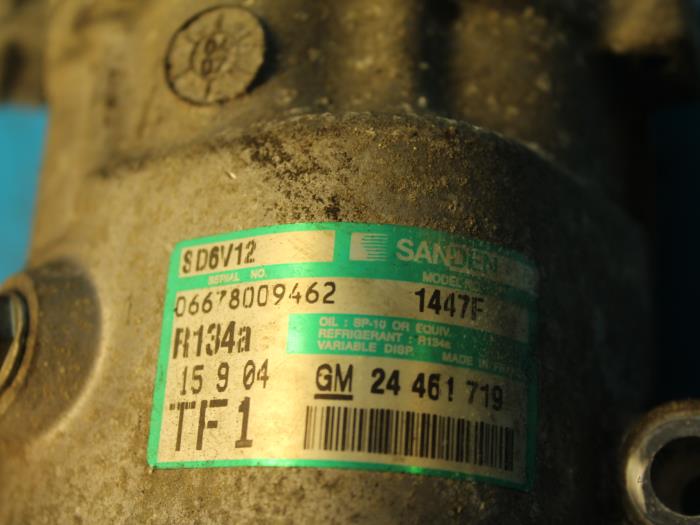 SD6V12
SANDEN
SERIAL NO.
MODEL
06678009462
1447F
OIL : SP-10 OR EQUIV.
REFRIGERANT : R134a
VARIABLE DISP.
MADE IN
R134a
15 9 04
GM 24 461 719
TF1